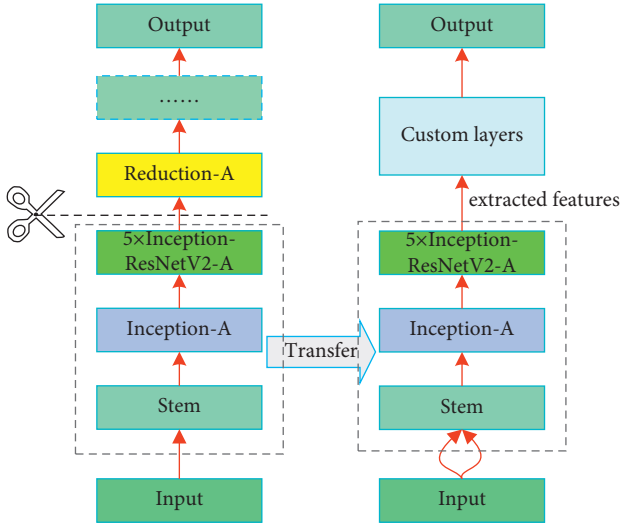 Output
......
Reduction-A
5×Inception-
ResNetV2-A
Inception-A
Stem
Input
Transfer
Output
Custom layers
extracted features
5×Inception-
ResNetV2-A
Inception-A
Stem
Input